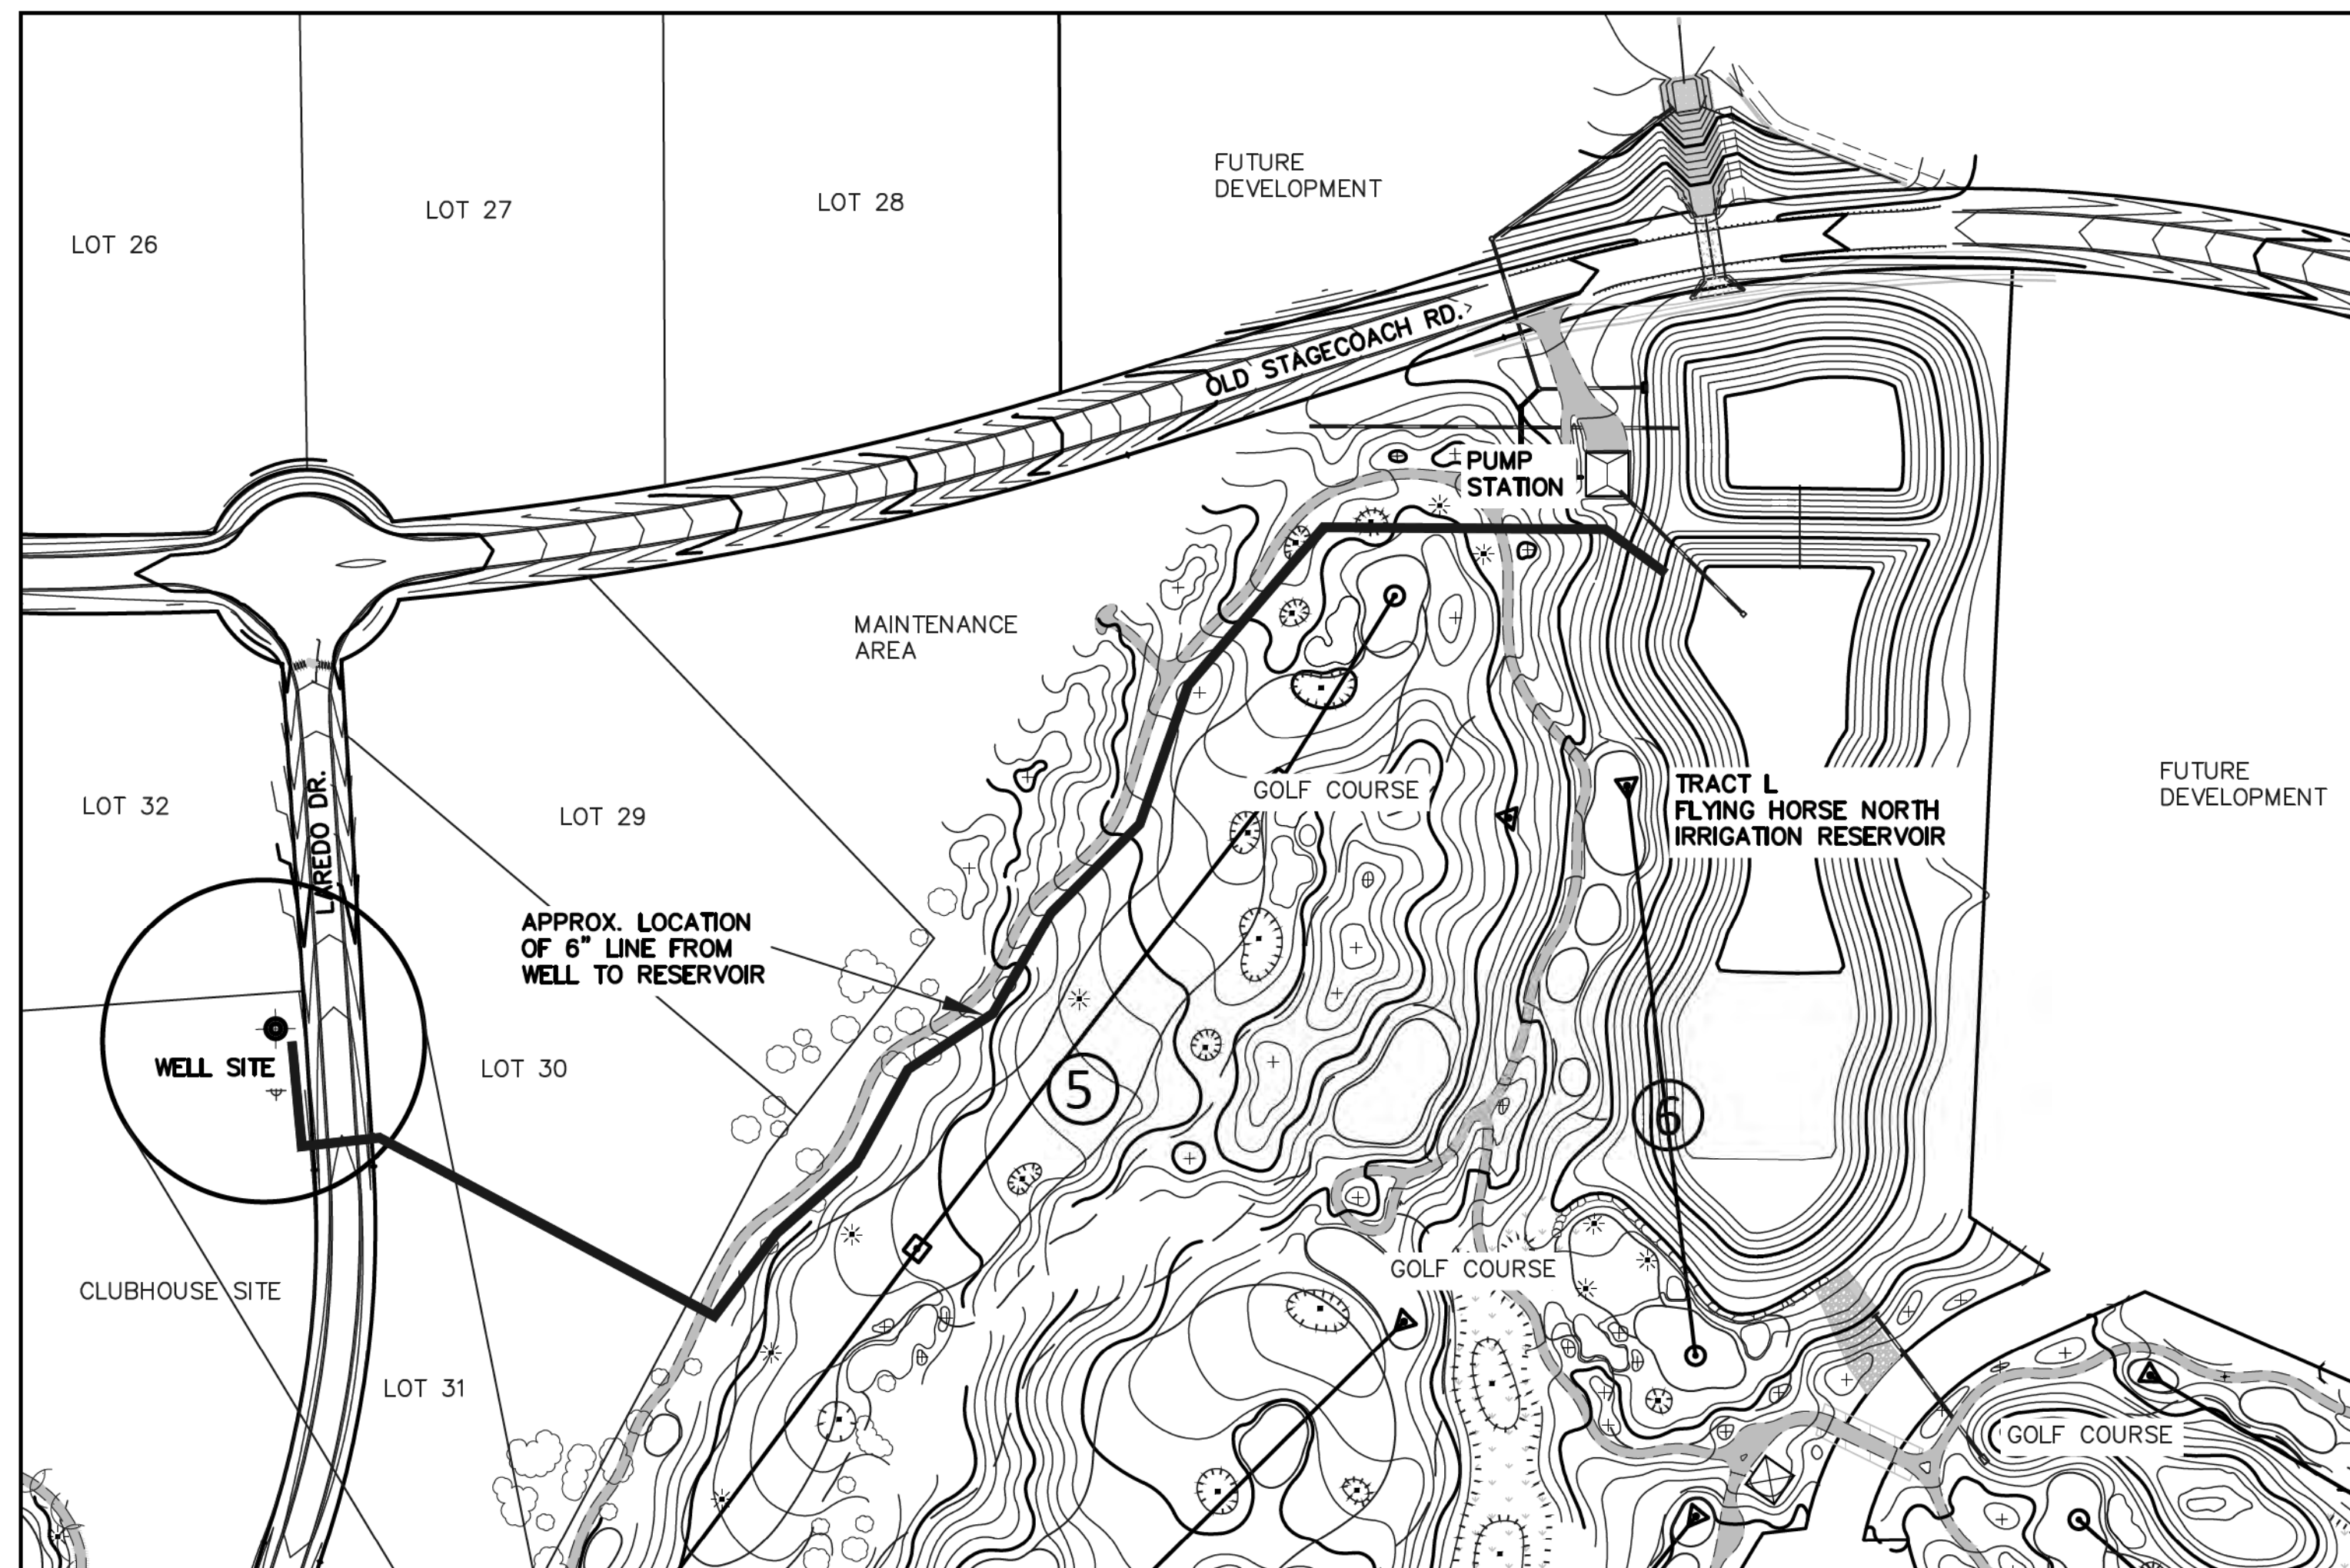 FUTURE
DEVELOPMENT
LOT 28
LOT 27
LOT 26
OLD STAGECOACH RD.
PUMP
STATION
MAINTENANCE
AREA
GOLF COURSE
TRACT L
FLYING HORSE NORTH
IRRIGATION RESERVOIR
FUTURE
DEVELOPMENT
LOT 32
LAREDO DR.
LOT 29
APPROX. LOCATION
OF 6" LINE FROM
WELL TO RESERVOIR
WELL SITE
LOT 30
5
6
GOLF COURSE
CLUBHOUSE SITE
LOT 31
GOLF COURSE